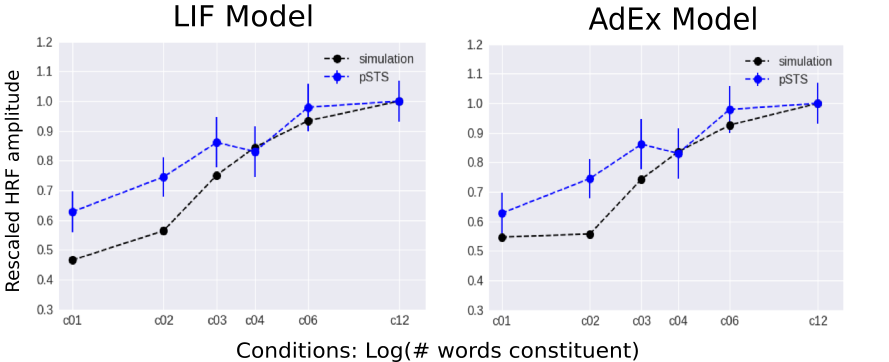 LIF Model
AdEx Model
Rescaled HRF amplitude
1.2
1.1
1.0
0.9
0.8
0.7
0.6
0.5
0.4
0.3
simulation
pSTS
c01 c02 c03 c04 c06 c12
1.2
1.1
1.0
0.9
0.8
0.7
0.6
0.5
0.4
0.3
simulation
pSTS
c01 c02 c03 c04 c06 c12
Conditions: Log(# words constituent)